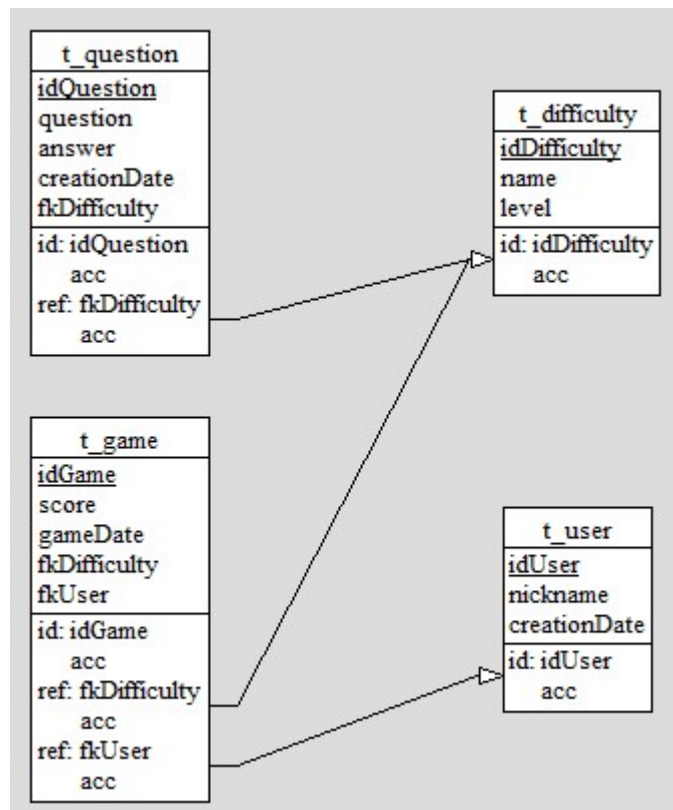 t_question
idQuestion
question
answer
creationDate
fkDifficulty
id: idQuestion
acc
ref: fkDifficulty
acc
t_difficulty
idDifficulty
name
level
id: idDifficulty
acc
t_game
idGame
score
gameDate
fkDifficulty
fkUser
id: idGame
acc
ref: fkDifficulty
acc
ref: fkUser
acc
t_user
idUser
nickname
creationDate
id: idUser
acc